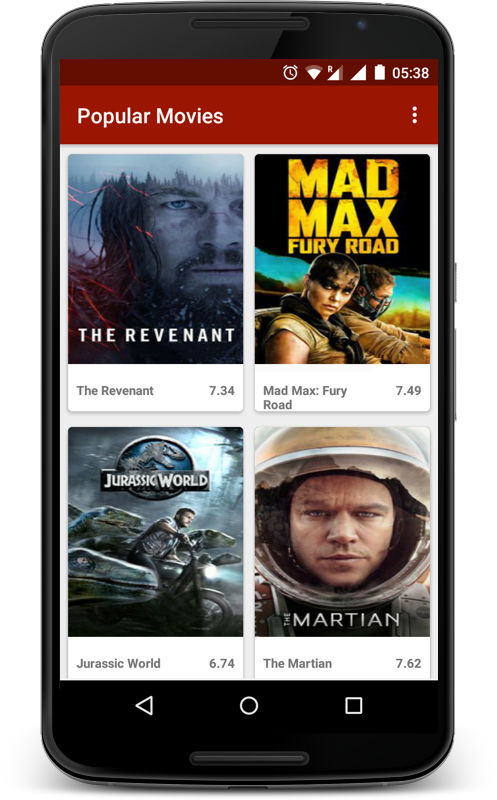 R
05:38
Popular Movies
THE REVENANT
MAD
MAX
FURY ROAD
The Revenant 7.34
Mad Max: Fury 7.49
Road
JURASSIC WORLD
THE MARTIAN
Jurassic World 6.74
The Martian 7.62